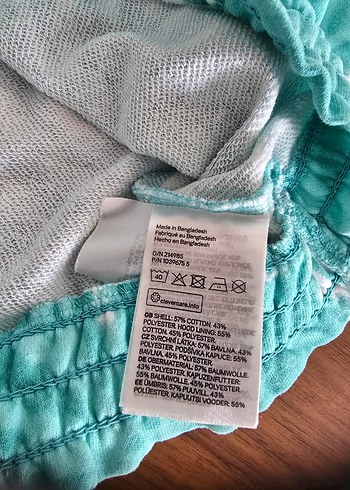 Made in Bangladesh
Fabriqué au Bangladesh
Hecho en Bangladesh
O/N 214985
P/N 1039675 5
40
clevercare.info
GB SHELL: 57% COTTON. 43%
POLYESTER. HOOD LINING: 55%
COTTON. 45% POLYESTER.
CZ SVRCHNÍ LÁTKA: 57% BAVLNA. 43%
POLYESTER. PODŠÍVKA KAPUCE: 55%
BAVLNA. 45% POLYESTER.
DE OBERMATERIAL: 57% BAUMWOLLE.
43% POLYESTER. KAPUZENFUTTER:
55% BAUMWOLLE. 45% POLYESTER.
EE ÜMBRIS: 57% PUUVILL. 43%
POLÜESTER. KAPUUTSI VOODER: 55%